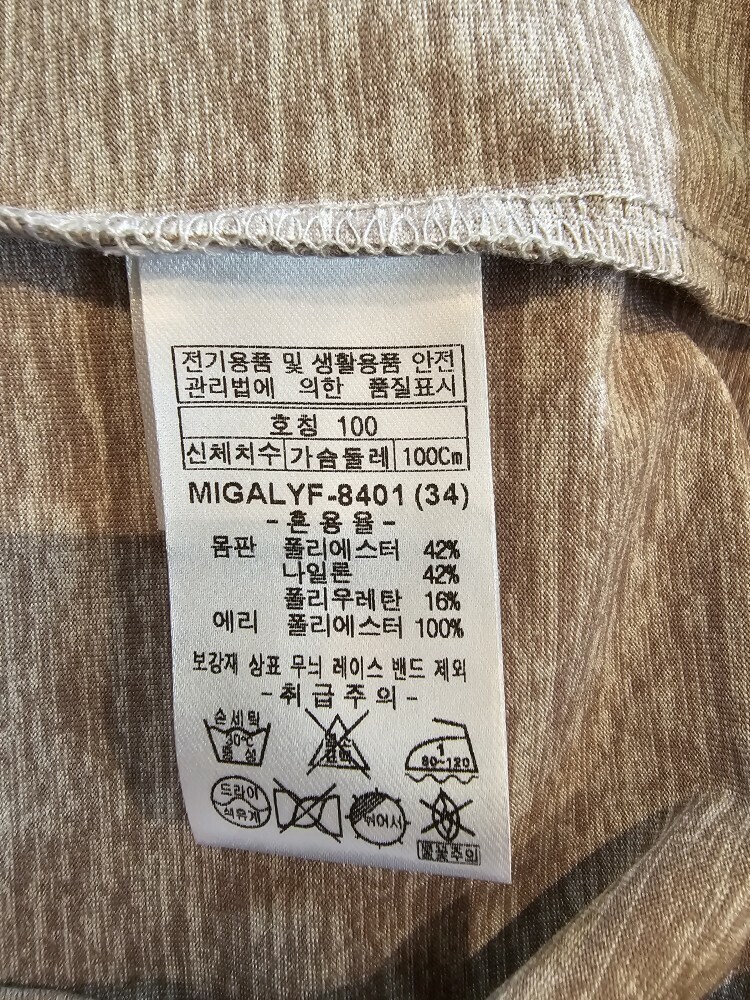 전기용품 및 생활용품 안전
관리법에 의한 품질표시
호칭 100
신체치수 가슴둘레 100Cm
MIGALYF-8401 (34)
-혼용율-
몸판 폴리에스터 42%
나일론 42%
폴리우레탄 16%
에리 폴리에스터 100%
보강재 상표 무늬 레이스 밴드 제외
-취급주의-
손세탁
30℃
중성
1
80~120
드라이
석유계
뉘어서
불꽃주의